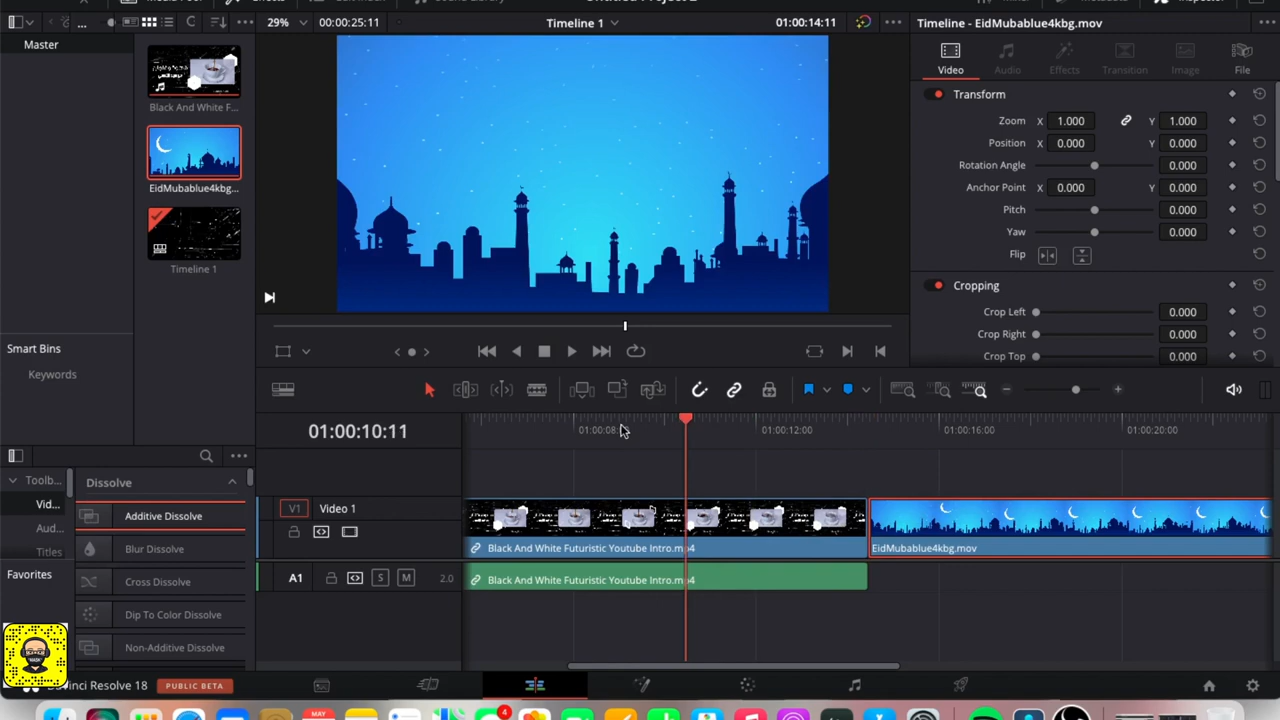 29%
00:00:25:11
Timeline 1
01:00:14:11
Timeline - EidMubablue4kbg.mov
Master
Black And White F...
EidMubablue4kbg...
Timeline 1
Smart Bins
Keywords
Video
Audio
Effects
Transition
Image
File
Transform
Zoom X 1.000 Y 1.000
Position X 0.000 Y 0.000
Rotation Angle 0.000
Anchor Point X 0.000 Y 0.000
Pitch 0.000
Yaw 0.000
Flip
Cropping
Crop Left 0.000
Crop Right 0.000
Crop Top 0.000
Toolb...
Vid...
Aud...
Titles
Favorites
Dissolve
Additive Dissolve
Blur Dissolve
Cross Dissolve
Dip To Color Dissolve
Non-Additive Dissolve
01:00:10:11
01:00:12:00
01:00:16:00
01:00:20:00
V1 Video 1
Black And White Futuristic Youtube Intro.mp4
EidMubablue4kbg.mov
A1 S M 2.0
Black And White Futuristic Youtube Intro.mp4
DaVinci Resolve 18
PUBLIC BETA
MAY
4